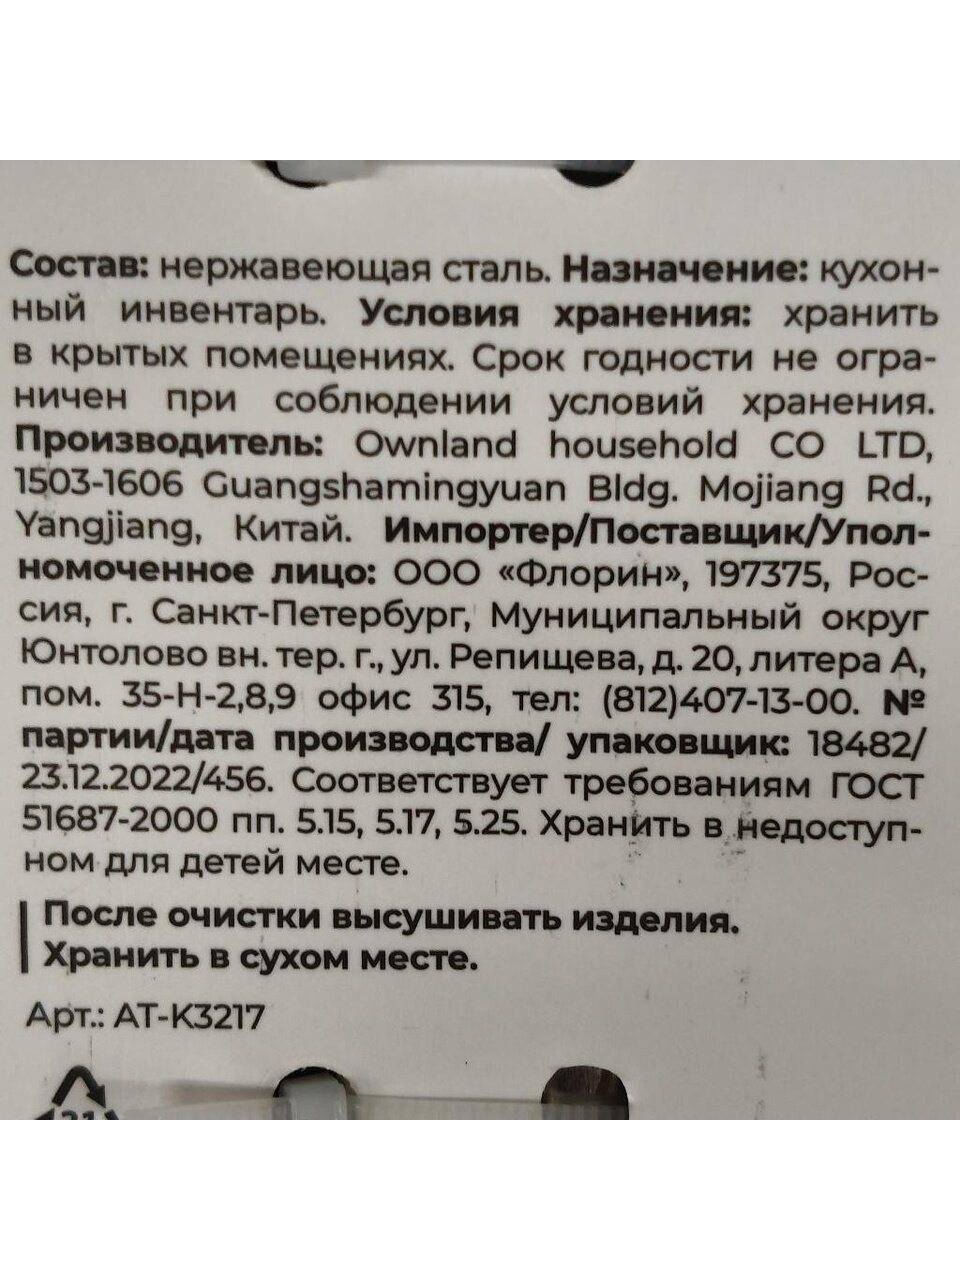 Состав: нержавеющая сталь. Назначение: кухон-
ный инвентарь. Условия хранения: хранить
в крытых помещениях. Срок годности не огра-
ничен при соблюдении условий хранения.
Производитель: Ownland household CO LTD,
1503-1606 Guangshamingyuan Bldg. Mojiang Rd.,
Yangjiang, Китай. Импортер/Поставщик/Упол-
номоченное лицо: ООО «Флорин», 197375, Рос-
сия, г. Санкт-Петербург, Муниципальный округ
Юнтолово вн. тер. г., ул. Репищева, д. 20, литера А,
пом. 35-Н-2,8,9 офис 315, тел: (812)407-13-00. №
партии/дата производства/ упаковщик: 18482/
23.12.2022/456. Соответствует требованиям ГОСТ
51687-2000 пп. 5.15, 5.17, 5.25. Хранить в недоступ-
ном для детей месте.
После очистки высушивать изделия.
Хранить в сухом месте.
Арт.: AT-K3217